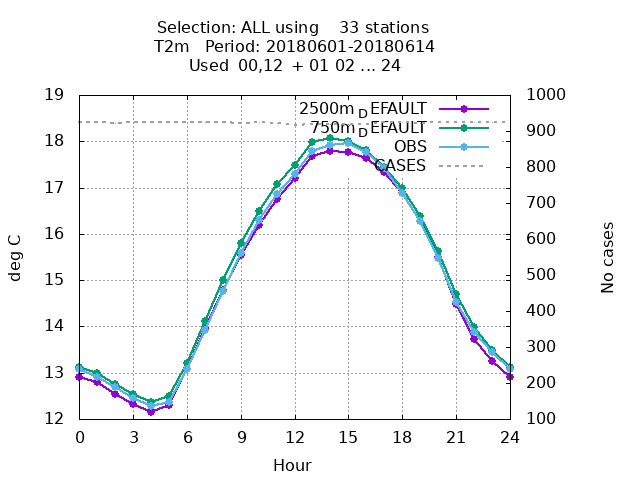 Selection: ALL using    33 stations
T2m   Period: 20180601-20180614
Used  00,12  + 01 02 ... 24
19 1000
2500m_DEFAULT
750m_DEFAULT
OBS
CASES
18 900
17 800
16 700
15 600
14 500
13 400
12 300
200
100
deg C
No cases
0 3 6 9 12 15 18 21 24
Hour